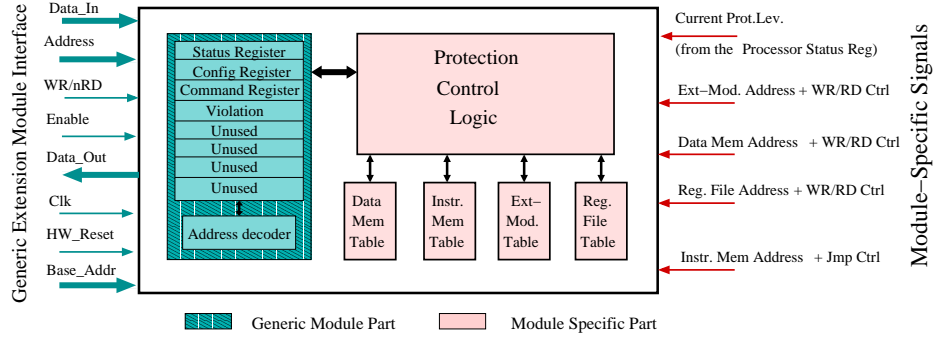 Generic Extension Module Interface
Data_In
Address
WR/nRD
Enable
Data_Out
Clk
HW_Reset
Base_Addr
Status Register
Config Register
Command Register
Violation
Unused
Unused
Unused
Unused
Address decoder
Protection
Control
Logic
Data
Mem
Table
Instr.
Mem
Table
Ext−
Mod.
Table
Reg.
File
Table
Current Prot.Lev.
(from the Processor Status Reg)
Ext−Mod. Address + WR/RD Ctrl
Data Mem Address + WR/RD Ctrl
Reg. File Address + WR/RD Ctrl
Instr. Mem Address + Jmp Ctrl
Module−Specific Signals
Generic Module Part
Module Specific Part